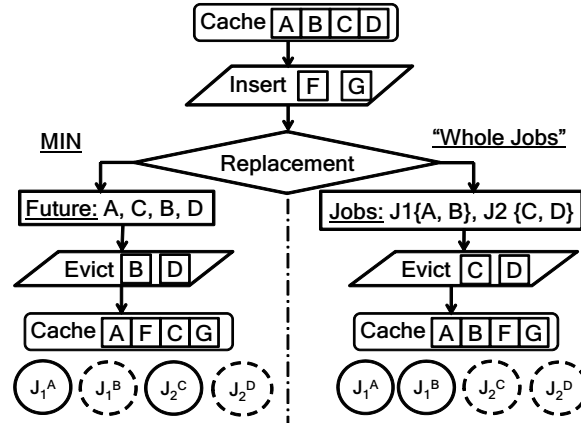 Cache A B C D
Insert F G
MIN
"Whole Jobs"
Replacement
Future: A, C, B, D
Jobs: J1{A, B}, J2 {C, D}
Evict B D
Evict C D
Cache A F C G
Cache A B F G
J₁ᴬ J₁ᴮ J₂ᶜ J₂ᴰ
J₁ᴬ J₁ᴮ J₂ᶜ J₂ᴰ